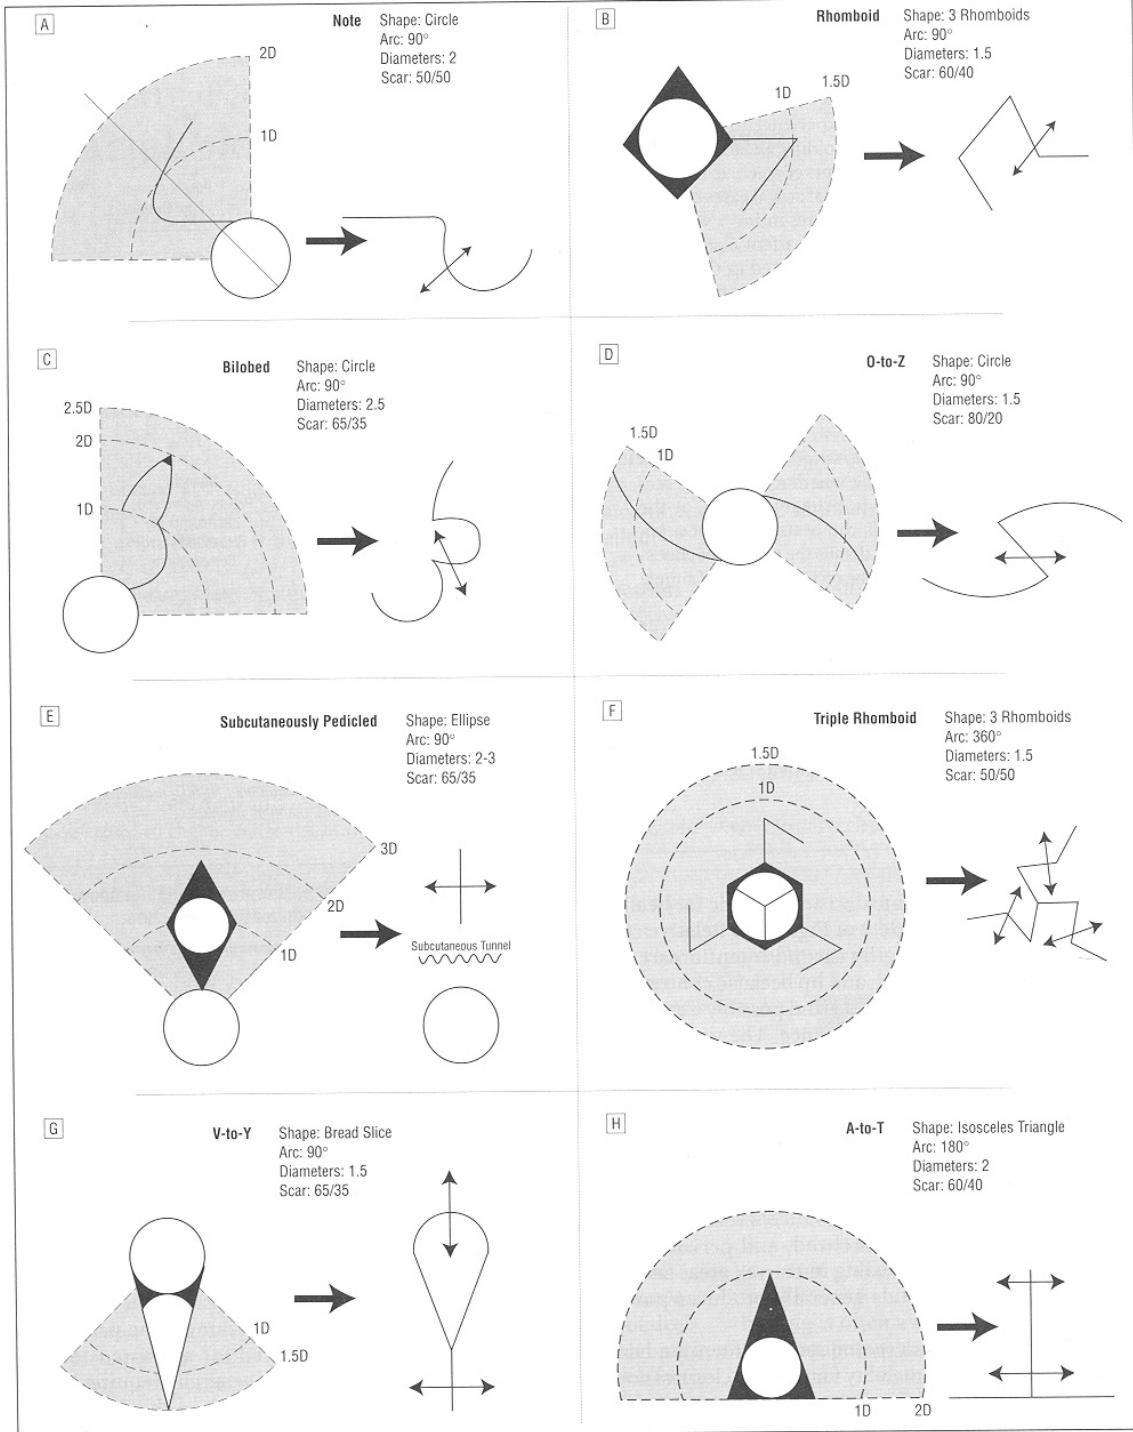 A
Note
Shape: Circle
Arc: 90°
Diameters: 2
Scar: 50/50
2D
1D
B
Rhomboid
Shape: 3 Rhomboids
Arc: 90°
Diameters: 1.5
Scar: 60/40
1D
1.5D
C
Bilobed
Shape: Circle
Arc: 90°
Diameters: 2.5
Scar: 65/35
2.5D
2D
1D
D
O-to-Z
Shape: Circle
Arc: 90°
Diameters: 1.5
Scar: 80/20
1.5D
1D
E
Subcutaneously Pedicled
Shape: Ellipse
Arc: 90°
Diameters: 2-3
Scar: 65/35
3D
2D
1D
Subcutaneous Tunnel
F
Triple Rhomboid
Shape: 3 Rhomboids
Arc: 360°
Diameters: 1.5
Scar: 50/50
1.5D
1D
G
V-to-Y
Shape: Bread Slice
Arc: 90°
Diameters: 1.5
Scar: 65/35
1D
1.5D
H
A-to-T
Shape: Isosceles Triangle
Arc: 180°
Diameters: 2
Scar: 60/40
1D
2D